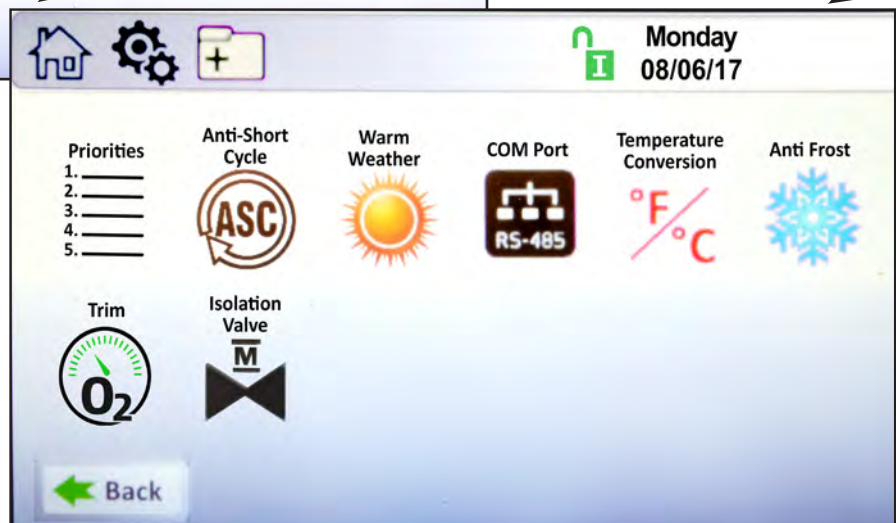 Monday
08/06/17
I
Priorities
1.
2.
3.
4.
5.
Anti-Short
Cycle
ASC
Warm
Weather
COM Port
RS-485
Temperature
Conversion
°F/°C
Anti Frost
Trim
O2
Isolation
Valve
M
Back